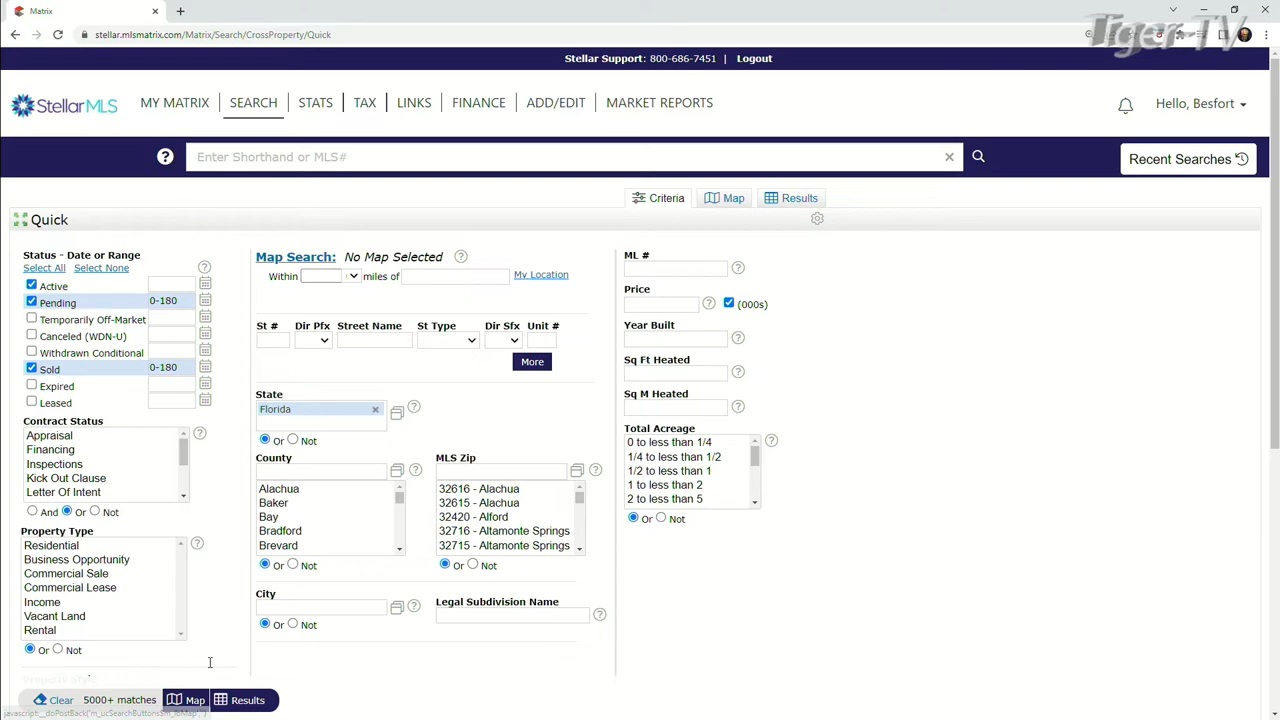 Matrix
stellar.mlsmatrix.com/Matrix/Search/CrossProperty/Quick
Tiger TV
Stellar Support: 800-686-7451 | Logout
StellarMLS
MY MATRIX
SEARCH
STATS
TAX
LINKS
FINANCE
ADD/EDIT
MARKET REPORTS
Hello, Besfort
Enter Shorthand or MLS#
Recent Searches
Criteria
Map
Results
Quick
Status - Date or Range
Select All Select None
Active
Pending 0-180
Temporarily Off-Market
Canceled (WDN-U)
Withdrawn Conditional
Sold 0-180
Expired
Leased
Contract Status
Appraisal
Financing
Inspections
Kick Out Clause
Letter Of Intent
And Or Not
Property Type
Residential
Business Opportunity
Commercial Sale
Commercial Lease
Income
Vacant Land
Rental
Or Not
Property Style
Map Search: No Map Selected
Within miles of My Location
St # Dir Pfx Street Name St Type Dir Sfx Unit #
More
State
Florida
Or Not
County
Alachua
Baker
Bay
Bradford
Brevard
Or Not
MLS Zip
32616 - Alachua
32615 - Alachua
32420 - Alford
32716 - Altamonte Springs
32715 - Altamonte Springs
Or Not
City
Or Not
Legal Subdivision Name
ML #
Price
(000s)
Year Built
Sq Ft Heated
Sq M Heated
Total Acreage
0 to less than 1/4
1/4 to less than 1/2
1/2 to less than 1
1 to less than 2
2 to less than 5
Or Not
Clear 5000+ matches Map Results